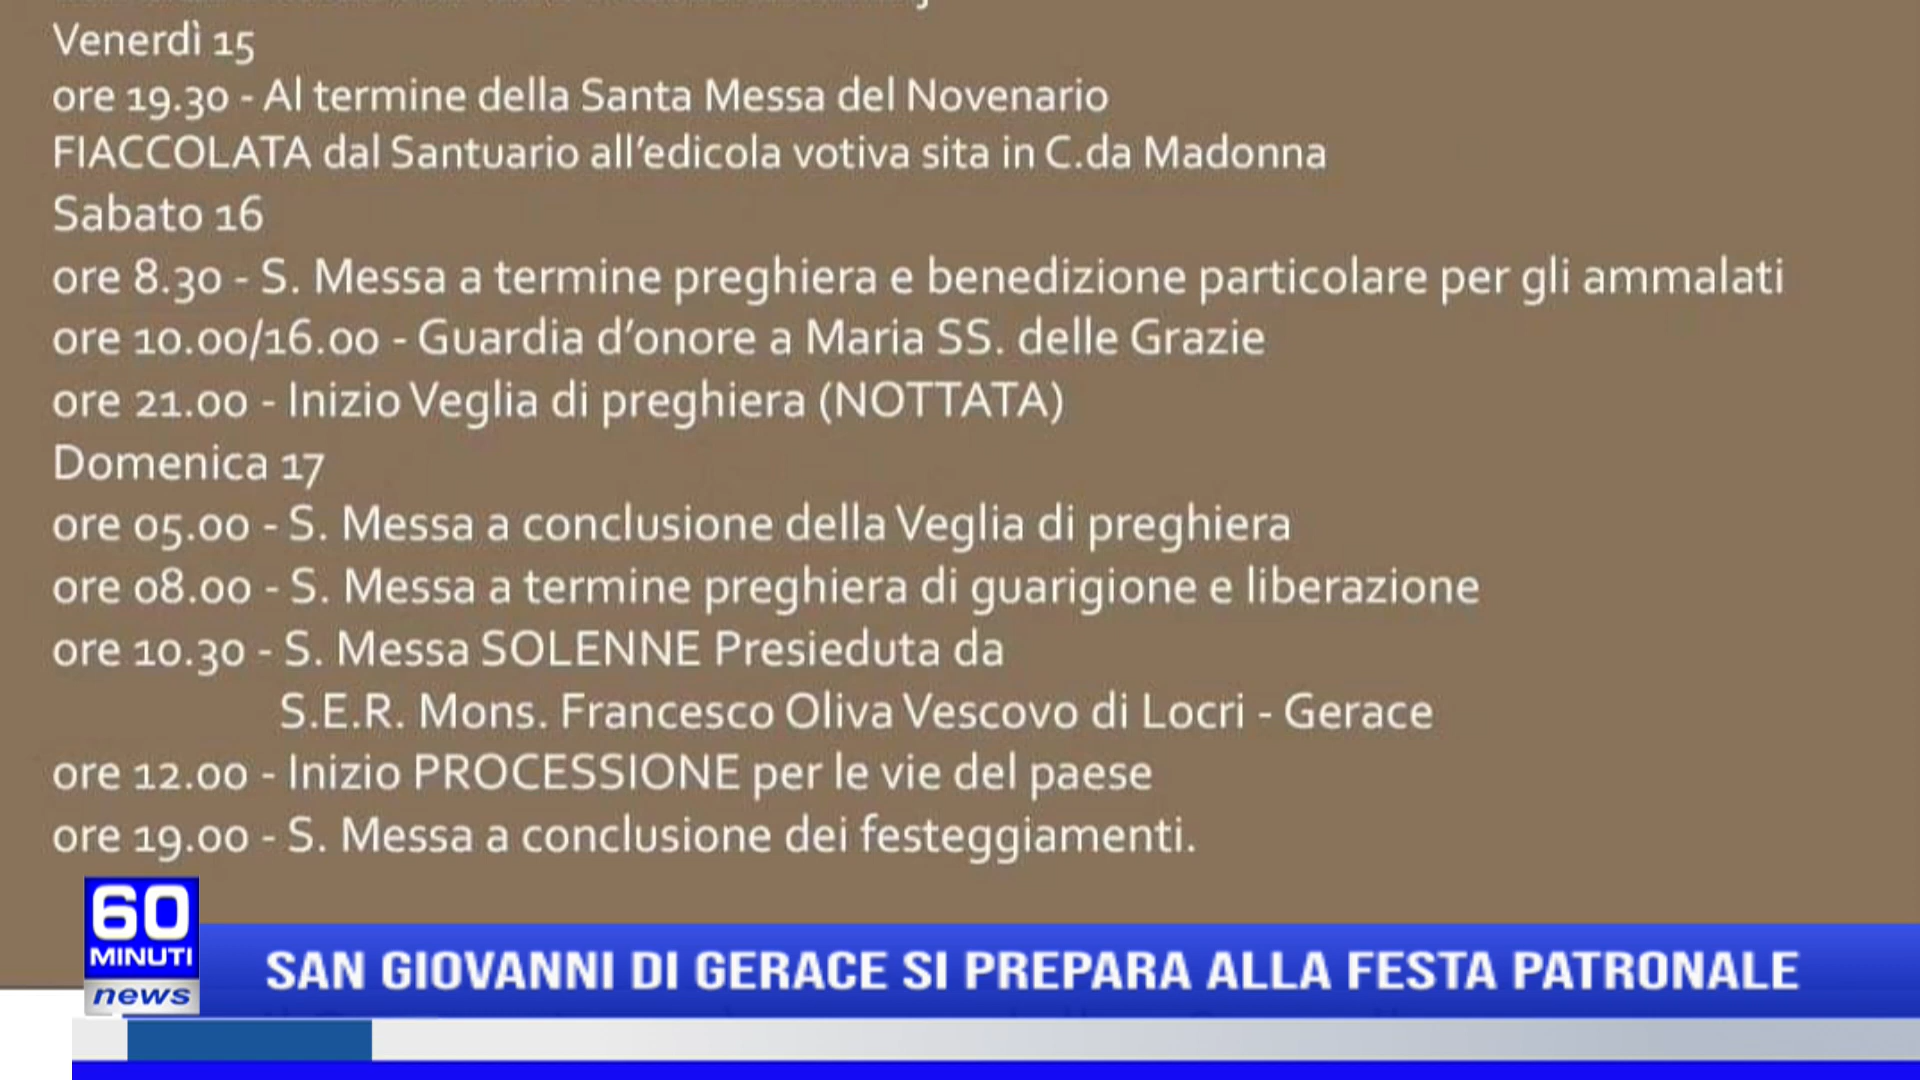 Venerdì 15
ore 19.30 - Al termine della Santa Messa del Novenario
FIACCOLATA dal Santuario all'edicola votiva sita in C.da Madonna
Sabato 16
ore 8.30 - S. Messa a termine preghiera e benedizione particolare per gli ammalati
ore 10.00/16.00 - Guardia d'onore a Maria SS. delle Grazie
ore 21.00 - Inizio Veglia di preghiera (NOTTATA)
Domenica 17
ore 05.00 - S. Messa a conclusione della Veglia di preghiera
ore 08.00 - S. Messa a termine preghiera di guarigione e liberazione
ore 10.30 - S. Messa SOLENNE Presieduta da
S.E.R. Mons. Francesco Oliva Vescovo di Locri - Gerace
ore 12.00 - Inizio PROCESSIONE per le vie del paese
ore 19.00 - S. Messa a conclusione dei festeggiamenti.
60
MINUTI
news
SAN GIOVANNI DI GERACE SI PREPARA ALLA FESTA PATRONALE